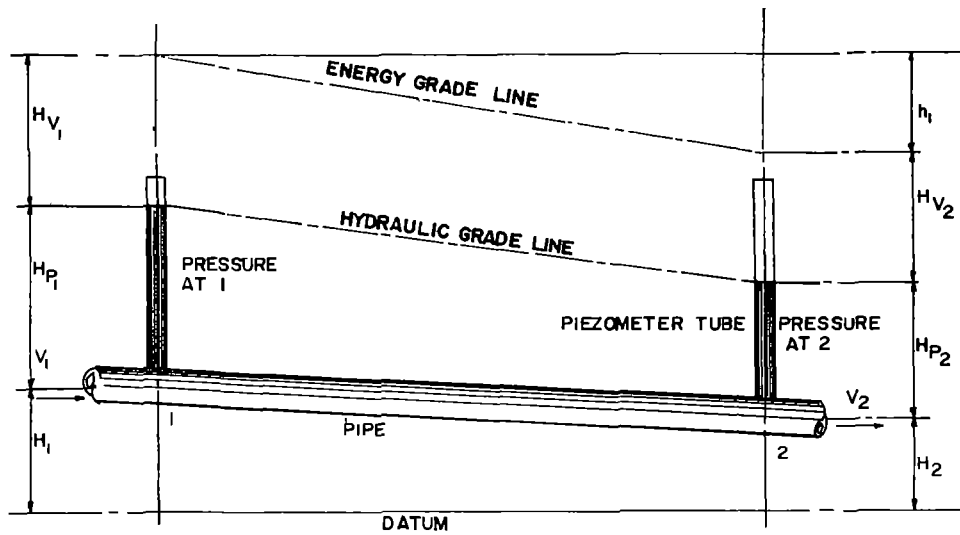 ENERGY GRADE LINE
H_V1
h_1
H_V2
HYDRAULIC GRADE LINE
H_P1
PRESSURE
AT 1
PIEZOMETER TUBE
PRESSURE
AT 2
H_P2
V_1
V_2
1
PIPE
2
H_1
H_2
DATUM